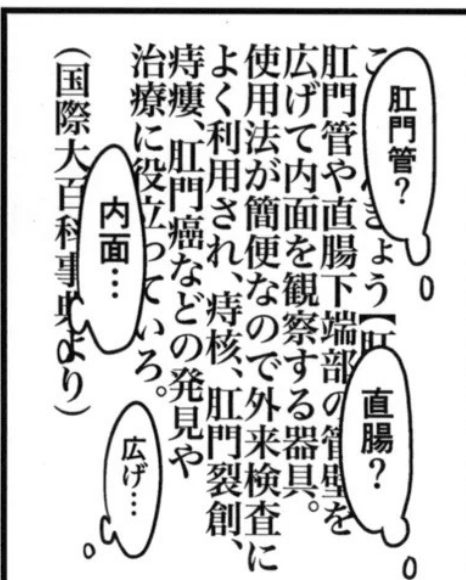 こんきょう【肛
肛門管や直腸下端部の管壁を
広げて内面を観察する器具。
使用法が簡便なので外来検査に
よく利用され、痔核、肛門裂創、
痔瘻、肛門癌などの発見や
治療に役立っている。
（国際大百科事典より）
肛門管？
直腸？
内面…
広げ…